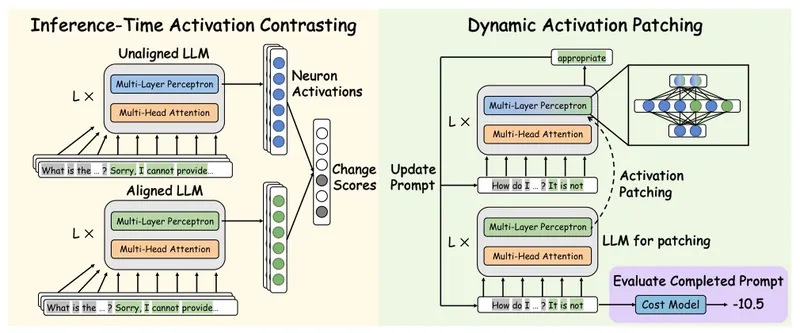 Inference-Time Activation Contrasting
Unaligned LLM
L ×
Multi-Layer Perceptron
Multi-Head Attention
What is the ... ? Sorry, I cannot provide...
Neuron
Activations
Change
Scores
Aligned LLM
L ×
Multi-Layer Perceptron
Multi-Head Attention
What is the ... ? Sorry, I cannot provide...
Dynamic Activation Patching
appropriate
L ×
Multi-Layer Perceptron
Multi-Head Attention
Update
Prompt
How do I ... ? It is not
Activation
Patching
L ×
Multi-Layer Perceptron
Multi-Head Attention
LLM for patching
How do I ... ? It is not
Evaluate Completed Prompt
Cost Model
-10.5